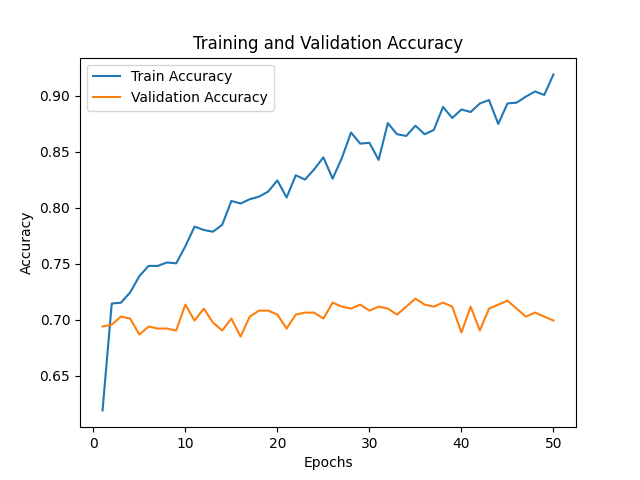 Training and Validation Accuracy
Train Accuracy
Validation Accuracy
0.90
0.85
0.80
0.75
0.70
0.65
Accuracy
0 10 20 30 40 50
Epochs